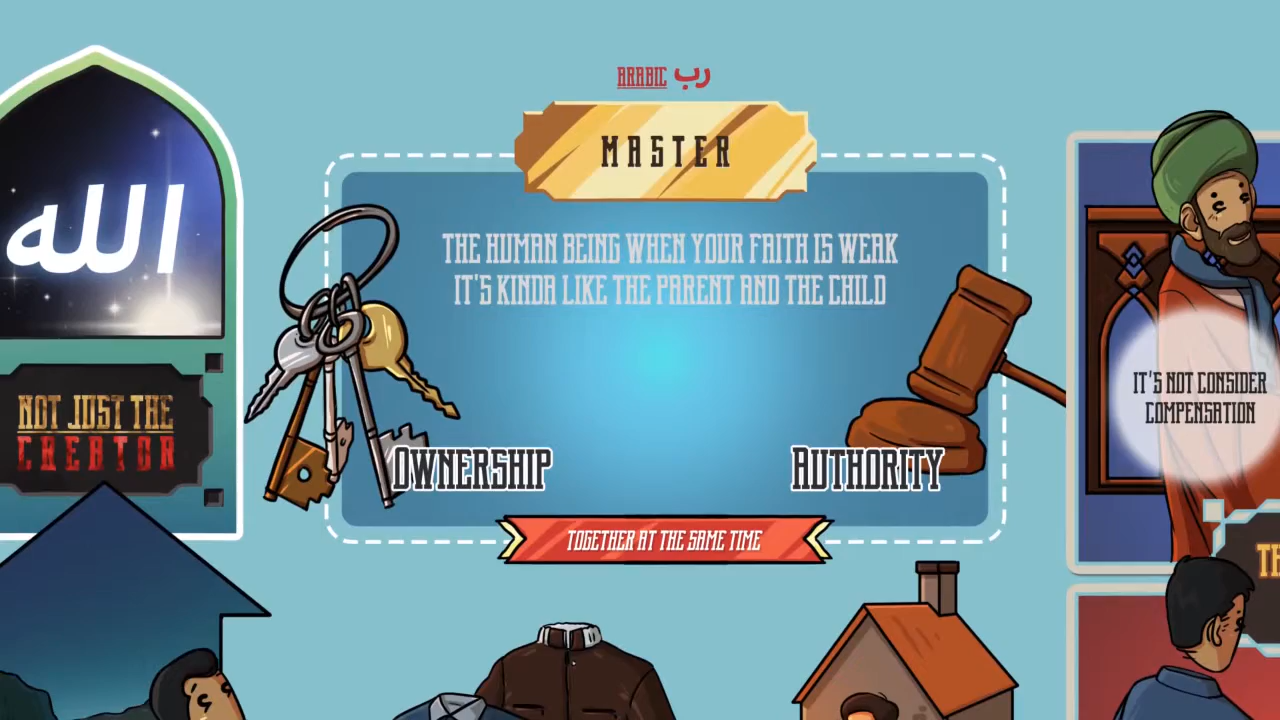 ARABIC رب
MASTER
THE HUMAN BEING WHEN YOUR FAITH IS WEAK
IT'S KINDA LIKE THE PARENT AND THE CHILD
OWNERSHIP
AUTHORITY
TOGETHER AT THE SAME TIME
الله
NOT JUST THE
CREATOR
IT'S NOT CONSIDER
COMPENSATION